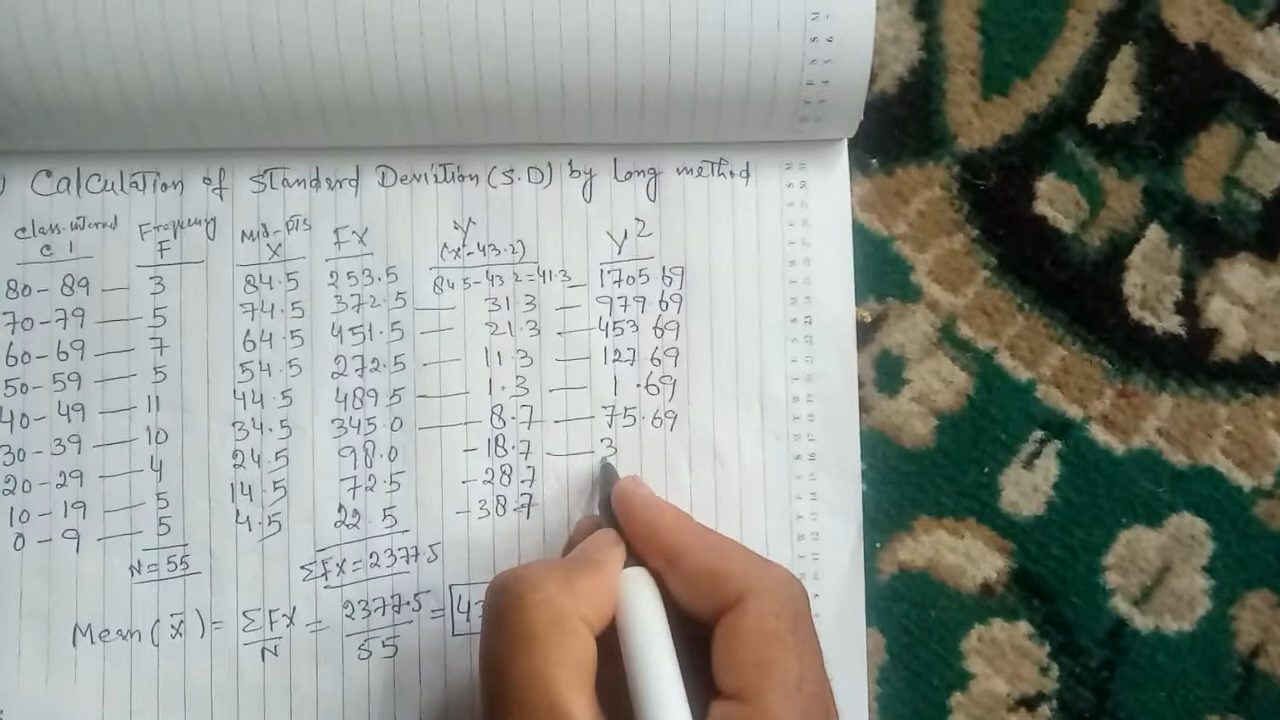 ) Calculation of Standard Deviation (S.D) by long method
Class-interval Frequency Mid-pts FX y y²
C I F X (x-43.2)
80-89 — 3 84.5 253.5 84.5-43.2=41.3 — 1705.69
70-79 — 5 74.5 372.5 — 31.3 — 979.69
60-69 — 7 64.5 451.5 — 21.3 — 453.69
50-59 — 5 54.5 272.5 — 11.3 — 127.69
40-49 — 11 44.5 489.5 — 1.3 — 1.69
30-39 — 10 34.5 345.0 — -8.7 — 75.69
20-29 — 4 24.5 98.0 -18.7 — 3
10-19 — 5 14.5 72.5 -28.7
0-9 — 5 4.5 22.5 -38.7
N=55 ΣFX=2377.5
Mean (x̄) = ΣFX/N = 2377.5/55 =